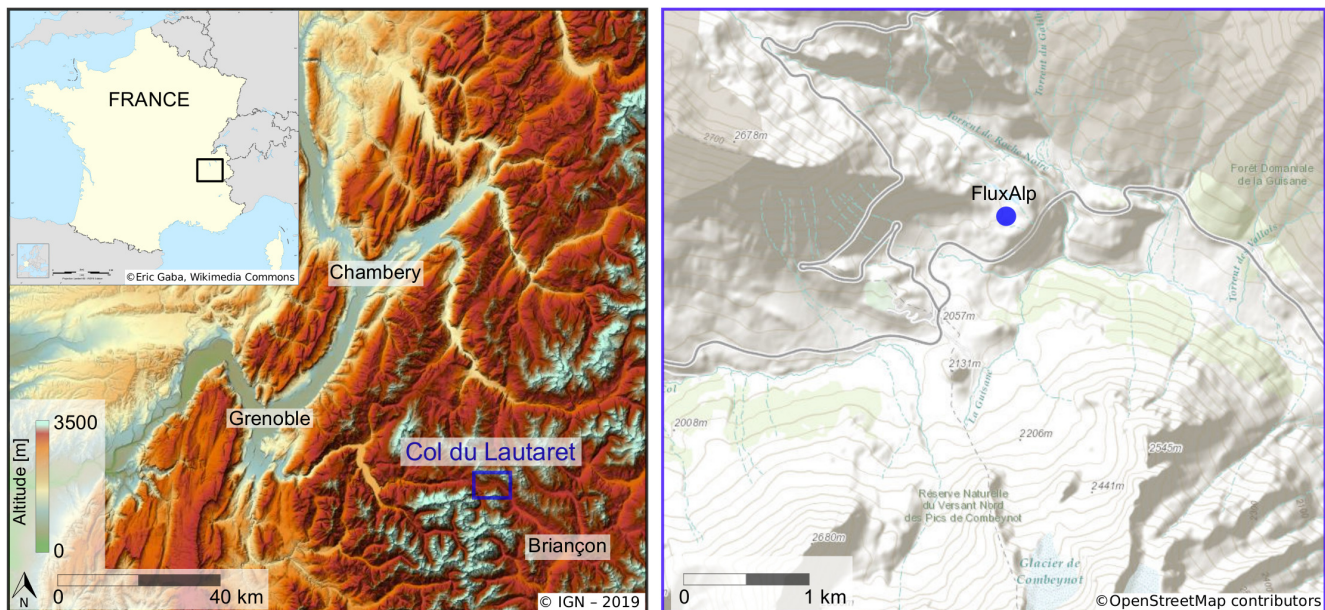 FRANCE
©Eric Gaba, Wikimedia Commons
Chambery
Grenoble
3500
Altitude [m]
0
Col du Lautaret
Briançon
N
0
40 km
© IGN – 2019
2700
2678m
Torrent de Roche Noire
FluxAlp
Forêt Domaniale
de la Guisane
2057m
2131m
La Guisane
2008m
2206m
2545m
2441m
Réserve Naturelle
du Versant Nord
des Pics de Combeynot
2680m
Glacier de
Combeynot
0
1 km
©OpenStreetMap contributors